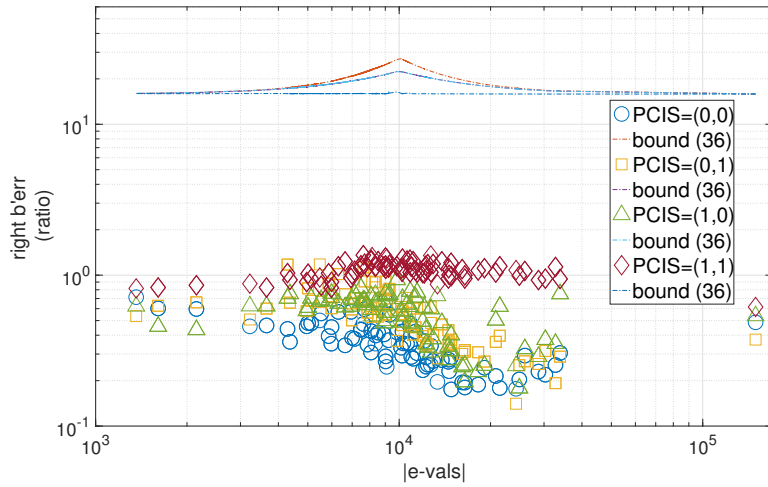 10^1
10^0
10^-1
10^3
10^4
10^5
right b'err
(ratio)
|e-vals|
PCIS=(0,0)
bound (36)
PCIS=(0,1)
bound (36)
PCIS=(1,0)
bound (36)
PCIS=(1,1)
bound (36)